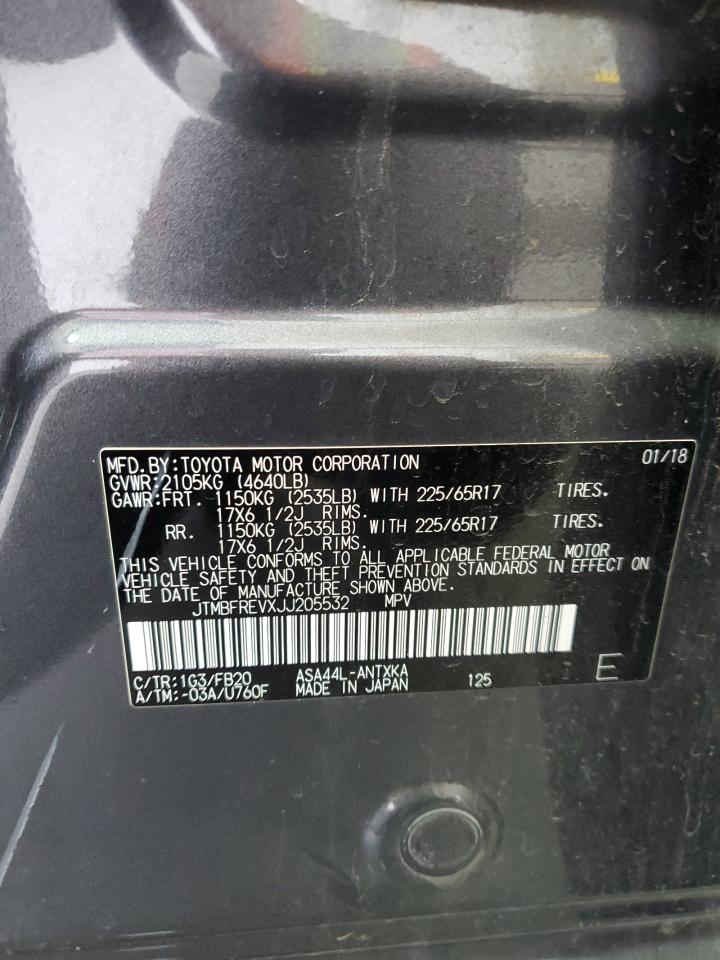 MFD.BY:TOYOTA MOTOR CORPORATION 01/18
GVWR:2105KG (4640LB)
GAWR:FRT. 1150KG (2535LB) WITH 225/65R17 TIRES.
17X6 1/2J RIMS.
RR. 1150KG (2535LB) WITH 225/65R17 TIRES.
17X6 1/2J RIMS.
THIS VEHICLE CONFORMS TO ALL APPLICABLE FEDERAL MOTOR
VEHICLE SAFETY AND THEFT PREVENTION STANDARDS IN EFFECT ON
THE DATE OF MANUFACTURE SHOWN ABOVE.
JTMBFREVXJJ205532 MPV
C/TR:1G3/FB20 ASA44L-ANTXKA 125 E
A/TM:-03A/U760F MADE IN JAPAN